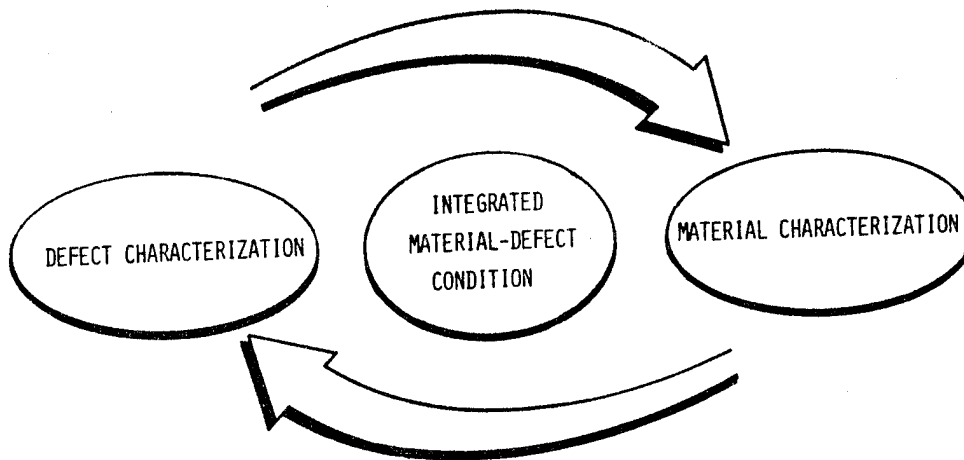 DEFECT CHARACTERIZATION
INTEGRATED
MATERIAL-DEFECT
CONDITION
MATERIAL CHARACTERIZATION